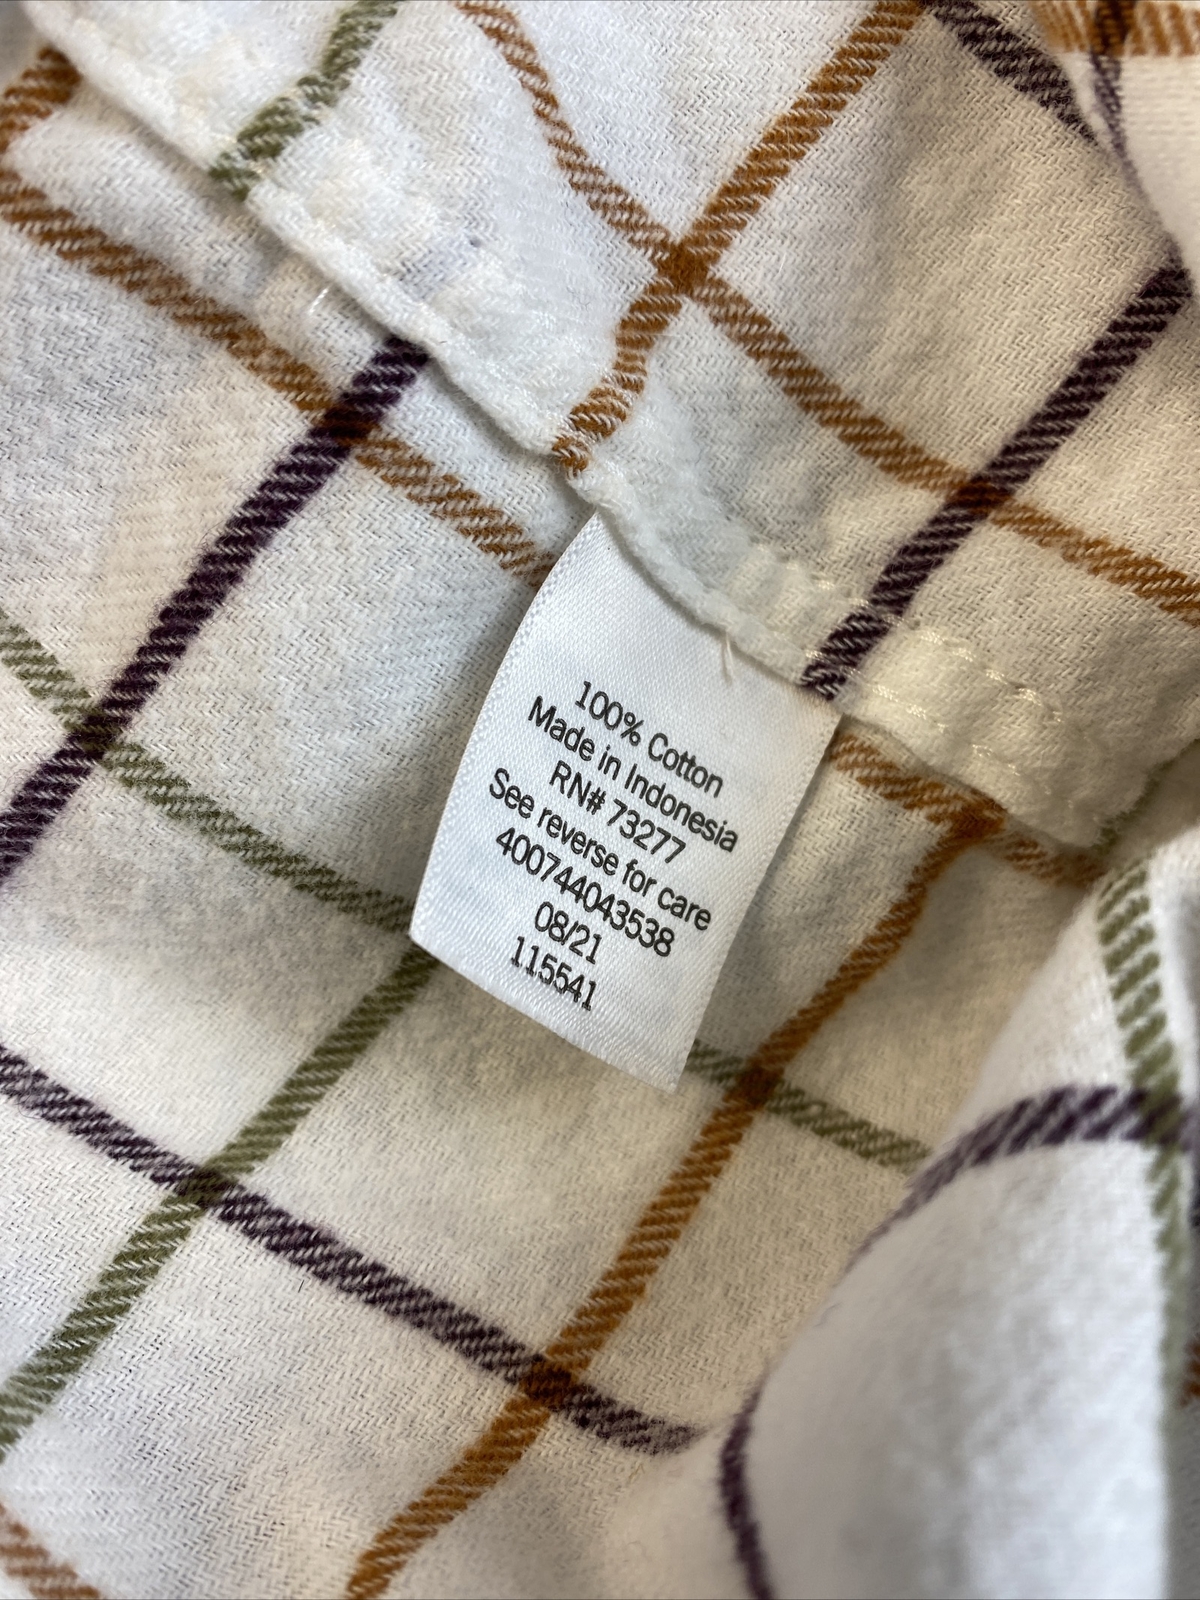 100% Cotton
Made in Indonesia
RN# 73277
See reverse for care
400744043538
08/21
115541